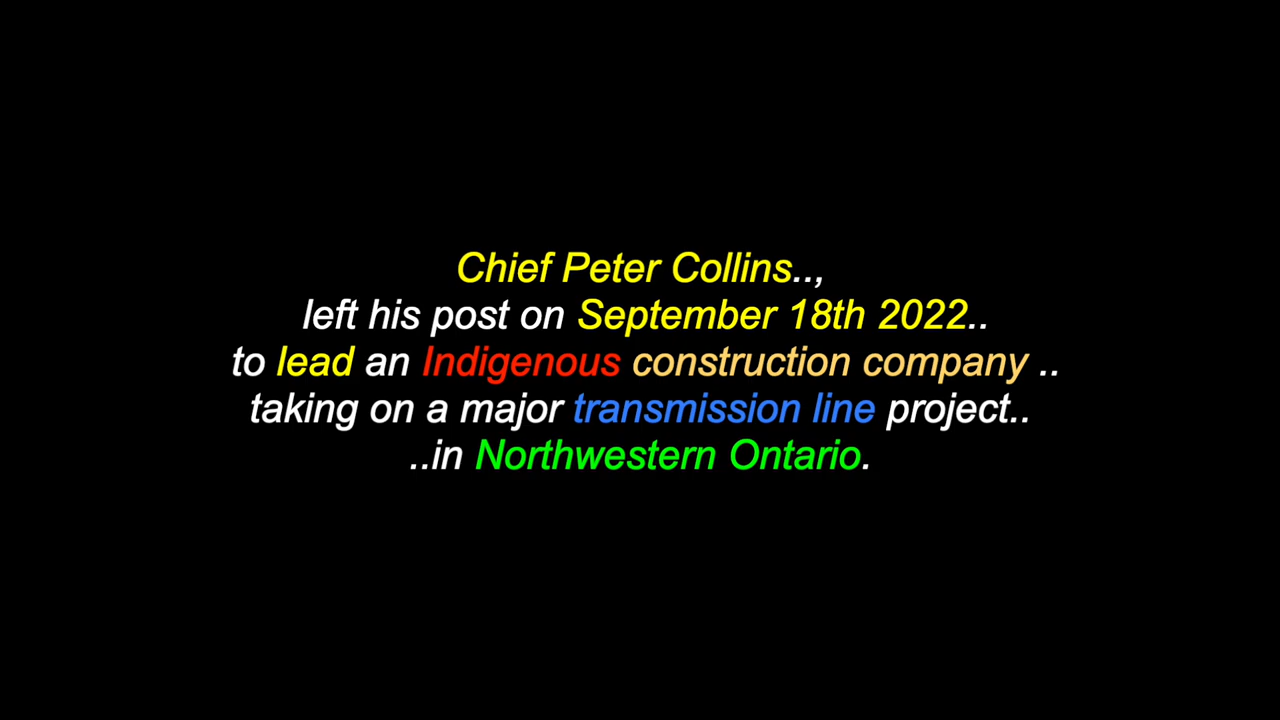 Chief Peter Collins..,
left his post on September 18th 2022..
to lead an Indigenous construction company ..
taking on a major transmission line project..
..in Northwestern Ontario.